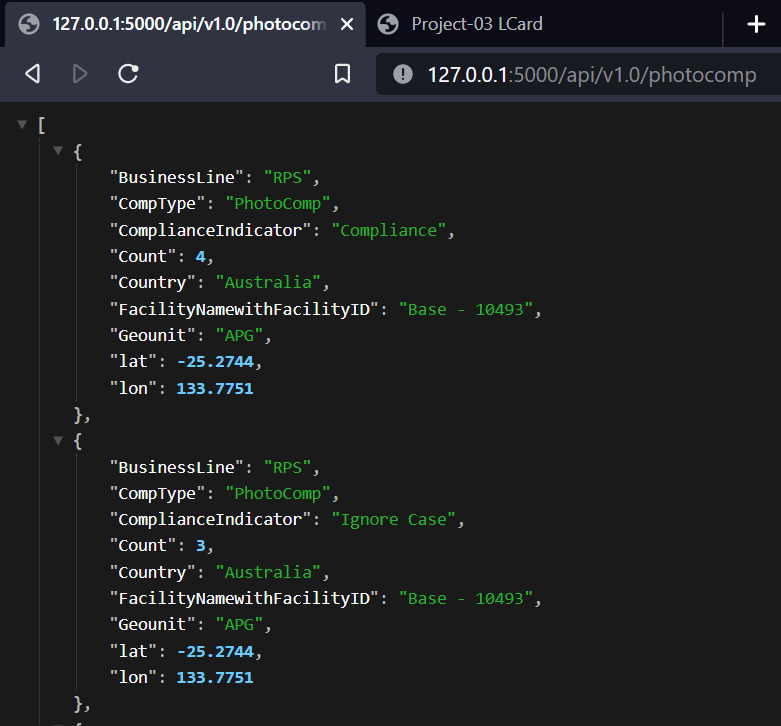 127.0.0.1:5000/api/v1.0/photocom
Project-03 LCard
127.0.0.1:5000/api/v1.0/photocomp
[
{
"BusinessLine": "RPS",
"CompType": "PhotoComp",
"ComplianceIndicator": "Compliance",
"Count": 4,
"Country": "Australia",
"FacilityNamewithFacilityID": "Base - 10493",
"Geounit": "APG",
"lat": -25.2744,
"lon": 133.7751
},
{
"BusinessLine": "RPS",
"CompType": "PhotoComp",
"ComplianceIndicator": "Ignore Case",
"Count": 3,
"Country": "Australia",
"FacilityNamewithFacilityID": "Base - 10493",
"Geounit": "APG",
"lat": -25.2744,
"lon": 133.7751
},